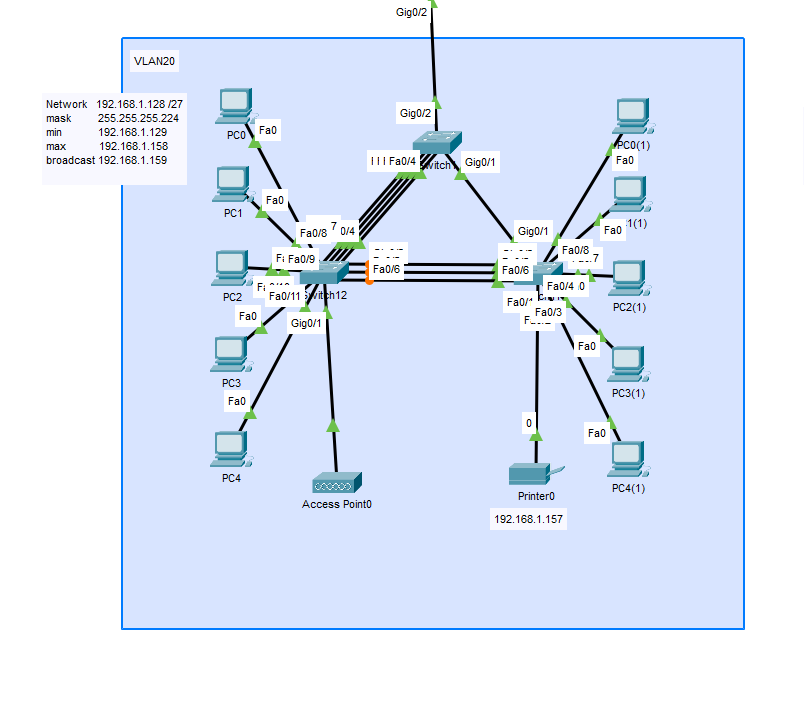 Gig0/2
VLAN20
Network 192.168.1.128 /27
mask 255.255.255.224
min 192.168.1.129
max 192.168.1.158
broadcast 192.168.1.159
PC0
Fa0
Gig0/2
PC0(1)
Fa0
Fa0/4
Gig0/1
PC1
Fa0
1(1)
Fa0
7
Fa0/8
0/4
Gig0/1
Fa0/8
7
Fa0/9
Fa0/6
Fa0/6
PC2
witch12
Fa0/11
Gig0/1
Fa0/4
0
Fa0/3
PC2(1)
Fa0
PC3
Fa0
PC3(1)
Fa0
PC4
Access Point0
0
Printer0
192.168.1.157
Fa0
PC4(1)